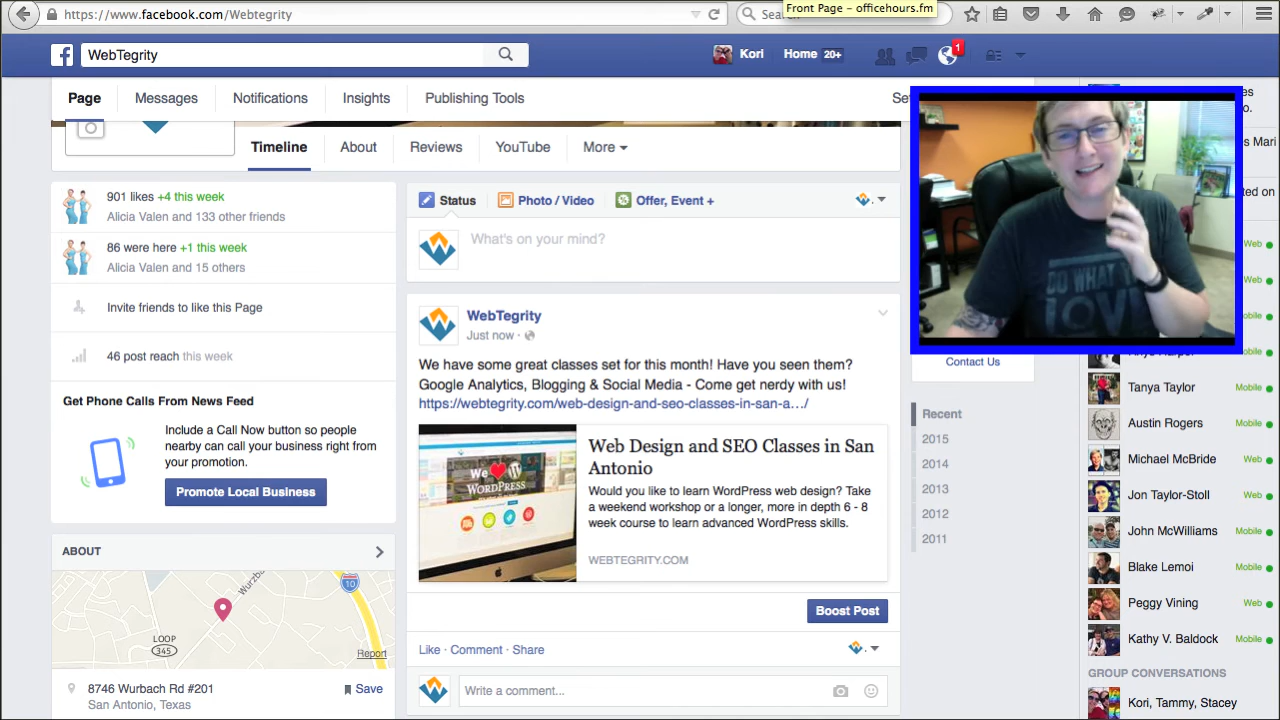 Front Page – officehours.fm
https://www.facebook.com/Webtegrity
WebTegrity
Kori
Home 20+
1
Page
Messages
Notifications
Insights
Publishing Tools
Timeline
About
Reviews
YouTube
More
901 likes +4 this week
Alicia Valen and 133 other friends
86 were here +1 this week
Alicia Valen and 15 others
Invite friends to like this Page
46 post reach this week
Get Phone Calls From News Feed
Include a Call Now button so people
nearby can call your business right from
your promotion.
Promote Local Business
ABOUT
10
LOOP
345
Report
8746 Wurbach Rd #201
San Antonio, Texas
Save
Status
Photo / Video
Offer, Event +
What's on your mind?
WebTegrity
Just now ·
We have some great classes set for this month! Have you seen them?
Google Analytics, Blogging & Social Media - Come get nerdy with us!
https://webtegrity.com/web-design-and-seo-classes-in-san-a…/
We W
WORDPRESS
Web Design and SEO Classes in San
Antonio
Would you like to learn WordPress web design? Take
a weekend workshop or a longer, more in depth 6 - 8
week course to learn advanced WordPress skills.
WEBTEGRITY.COM
Boost Post
Like · Comment · Share
Write a comment...
DO WHAT
LOVE
Contact Us
Recent
2015
2014
2013
2012
2011
Web
Web
Mobile
Mobile
Tanya Taylor Mobile
Austin Rogers
Michael McBride Web
Jon Taylor-Stoll Web
John McWilliams Mobile
Blake Lemoi Mobile
Peggy Vining Web
Kathy V. Baldock Mobile
GROUP CONVERSATIONS
Kori, Tammy, Stacey